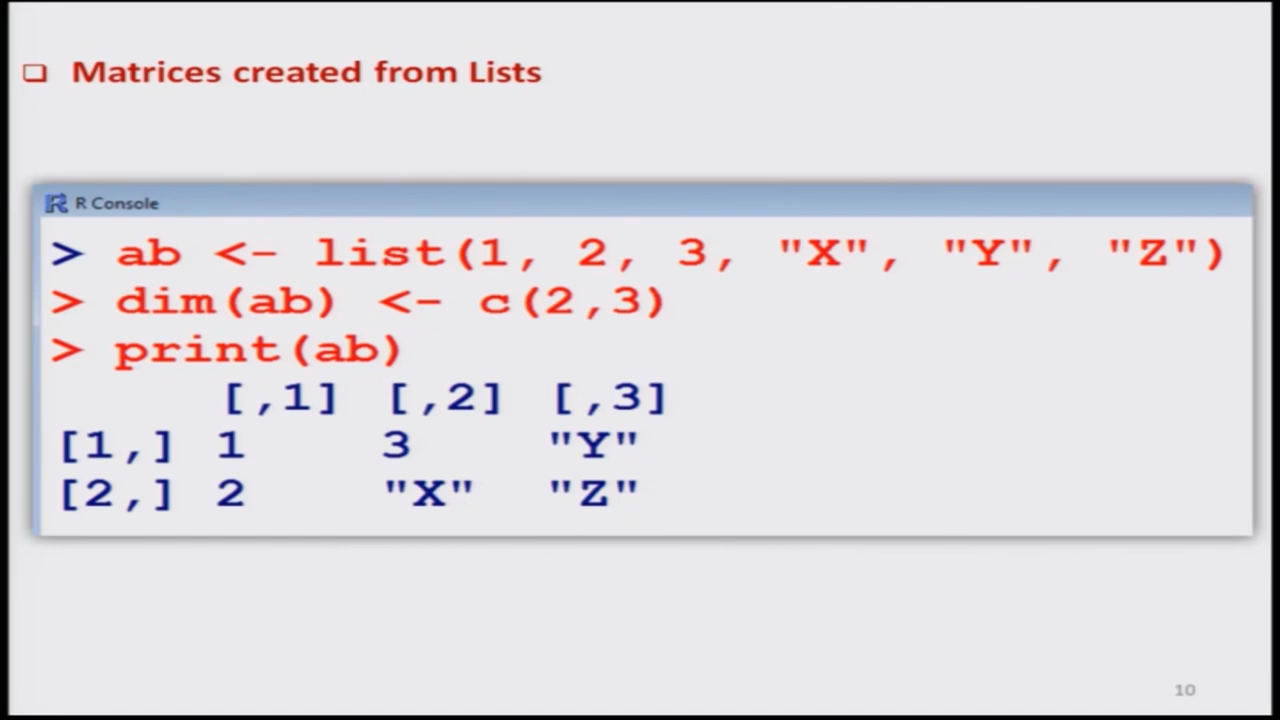 Matrices created from Lists
R Console
> ab <- list(1, 2, 3, "X", "Y", "Z")
> dim(ab) <- c(2,3)
> print(ab)
[,1] [,2] [,3]
[1,] 1 3 "Y"
[2,] 2 "X" "Z"
10